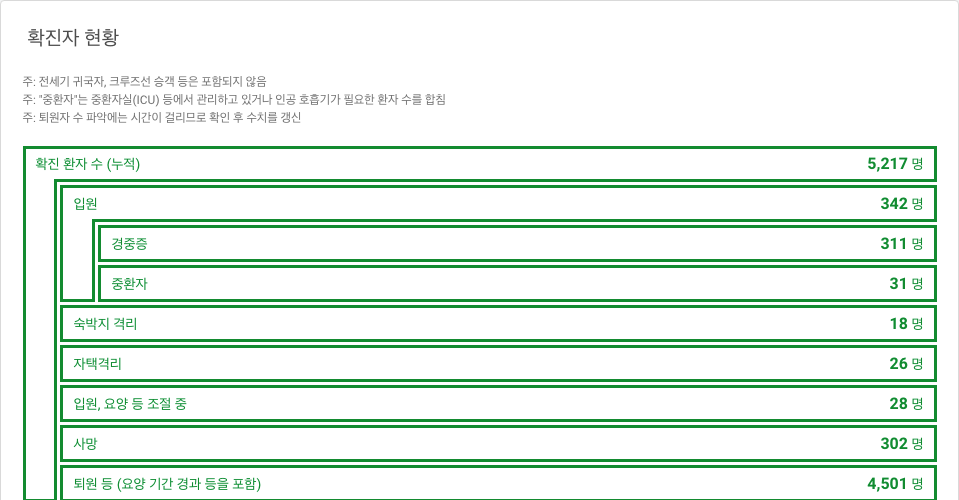 확진자 현황
주: 전세기 귀국자, 크루즈선 승객 등은 포함되지 않음
주: "중환자"는 중환자실(ICU) 등에서 관리하고 있거나 인공 호흡기가 필요한 환자 수를 합침
주: 퇴원자 수 파악에는 시간이 걸리므로 확인 후 수치를 갱신
확진 환자 수 (누적) 5,217 명
입원 342 명
경중증 311 명
중환자 31 명
숙박지 격리 18 명
자택격리 26 명
입원, 요양 등 조절 중 28 명
사망 302 명
퇴원 등 (요양 기간 경과 등을 포함) 4,501 명